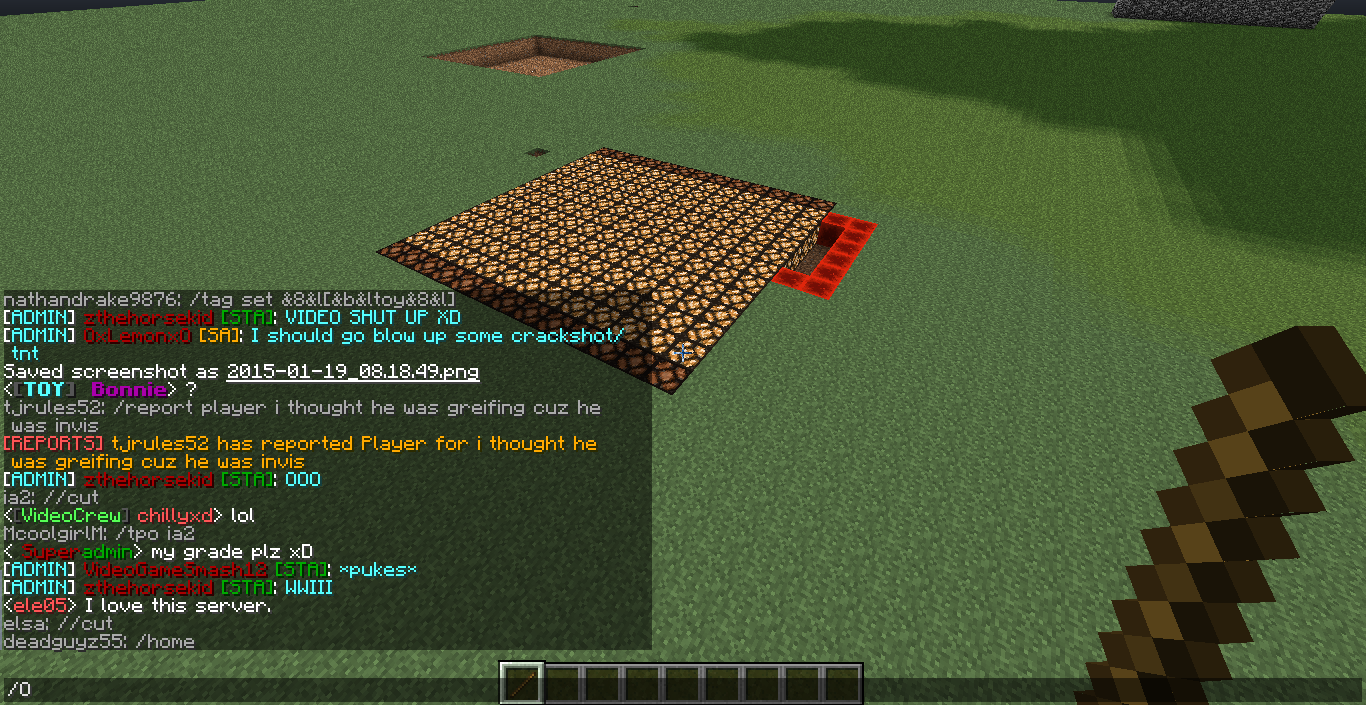 nathandrake9876: /tag set &8&l[&b&ltoy&8&l]
[ADMIN] zthehorsekid [STA]: VIDEO SHUT UP XD
[ADMIN] 0xLemonx0 [SA]: I should go blow up some crackshot/
tnt
Saved screenshot as 2015-01-19_08.18.49.png
<[TOY] Bonnie> ?
tjrules52: /report player i thought he was greifing cuz he
was invis
[REPORTS] tjrules52 has reported Player for i thought he
was greifing cuz he was invis
[ADMIN] zthehorsekid [STA]: OOO
ia2: //cut
<[VideoCrew] chillyxd> lol
McoolgirlM: /tpo ia2
< Superadmin> my grade plz xD
[ADMIN] VideoGameSmash12 [STA]: *pukes*
[ADMIN] zthehorsekid [STA]: WWIII
<ele05> I love this server.
elsa: //cut
deadguyz55: /home
/O